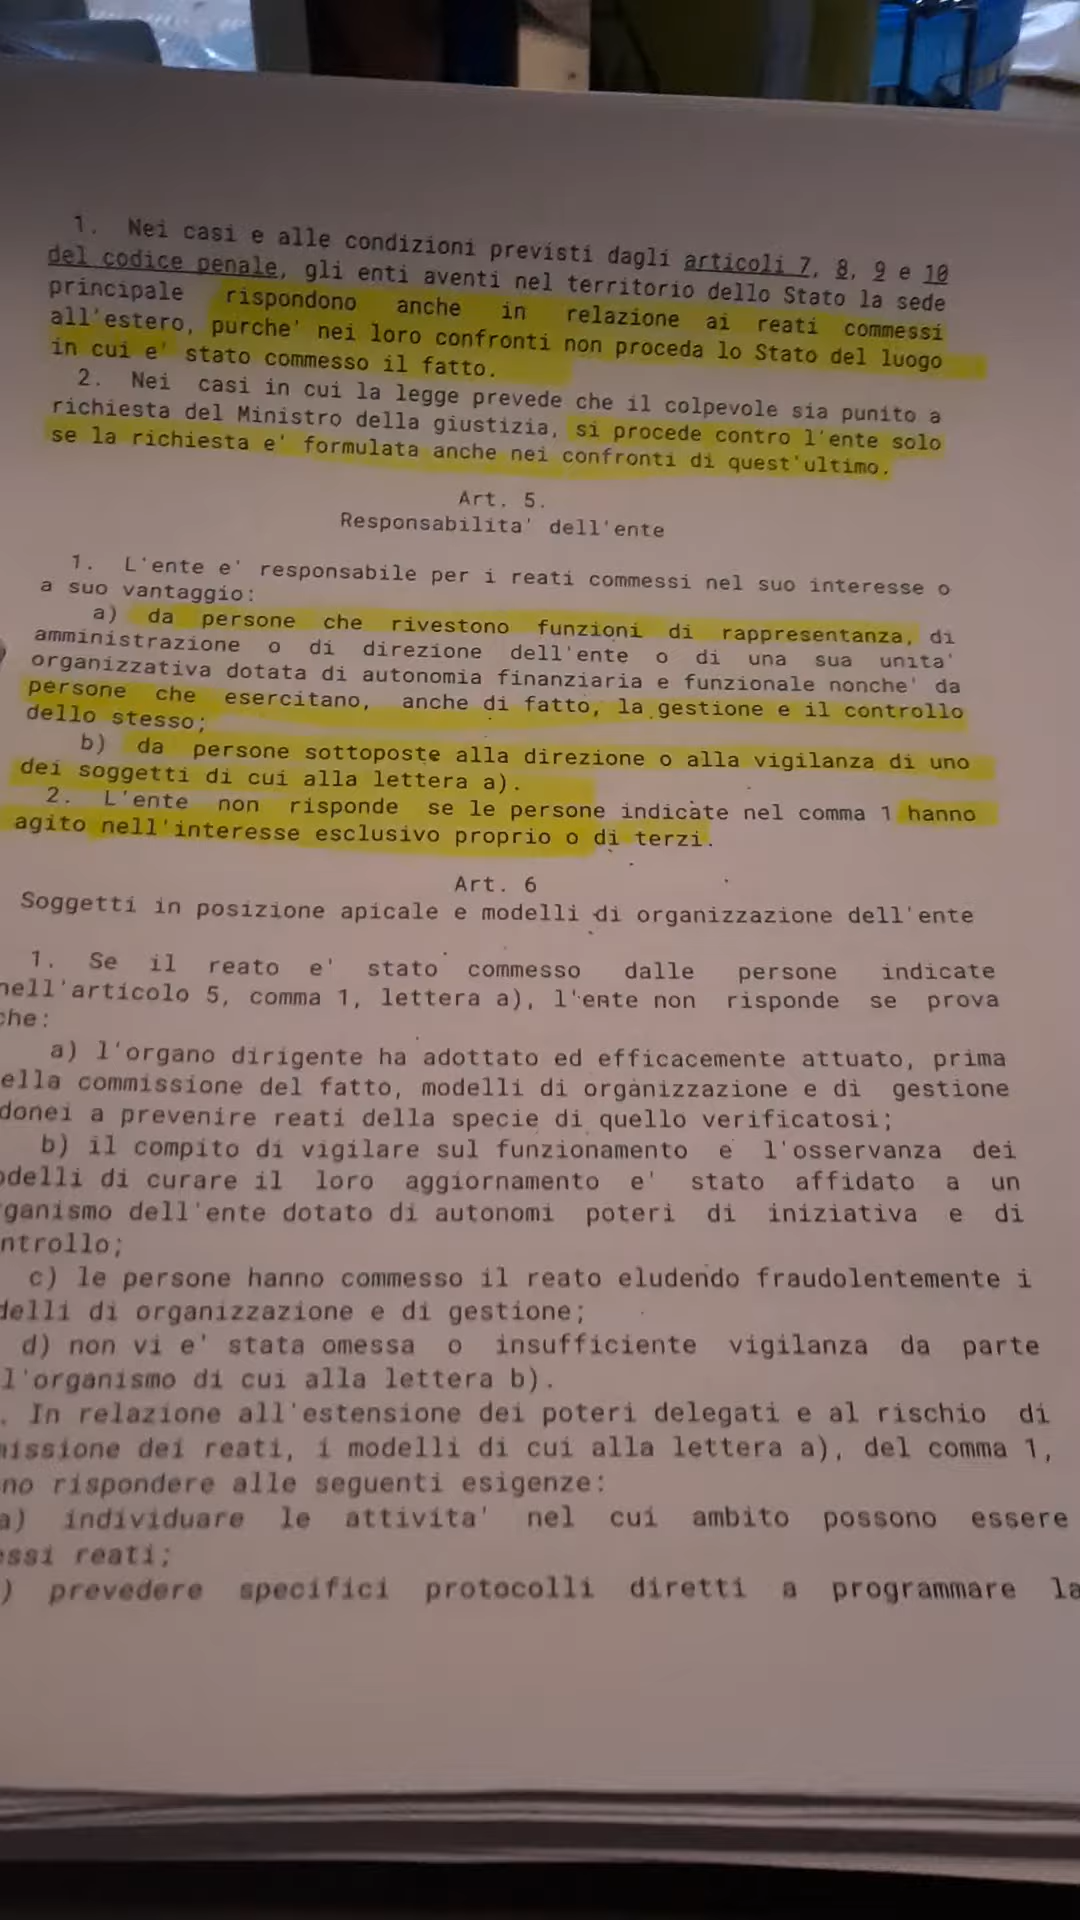 1. Nei casi e alle condizioni previsti dagli articoli 7, 8, 9 e 10
del codice penale, gli enti aventi nel territorio dello Stato la sede
principale rispondono anche in relazione ai reati commessi
all'estero, purche' nei loro confronti non proceda lo Stato del luogo
in cui e' stato commesso il fatto.
2. Nei casi in cui la legge prevede che il colpevole sia punito a
richiesta del Ministro della giustizia, si procede contro l'ente solo
se la richiesta e' formulata anche nei confronti di quest'ultimo.
Art. 5.
Responsabilita' dell'ente
1. L'ente e' responsabile per i reati commessi nel suo interesse o
a suo vantaggio:
a) da persone che rivestono funzioni di rappresentanza, di
amministrazione o di direzione dell'ente o di una sua unita'
organizzativa dotata di autonomia finanziaria e funzionale nonche' da
persone che esercitano, anche di fatto, la gestione e il controllo
dello stesso;
b) da persone sottoposte alla direzione o alla vigilanza di uno
dei soggetti di cui alla lettera a).
2. L'ente non risponde se le persone indicate nel comma 1 hanno
agito nell'interesse esclusivo proprio o di terzi.
Art. 6
Soggetti in posizione apicale e modelli di organizzazione dell'ente
1. Se il reato e' stato commesso dalle persone indicate
nell'articolo 5, comma 1, lettera a), l'ente non risponde se prova
che:
a) l'organo dirigente ha adottato ed efficacemente attuato, prima
ella commissione del fatto, modelli di organizzazione e di gestione
donei a prevenire reati della specie di quello verificatosi;
b) il compito di vigilare sul funzionamento e l'osservanza dei
odelli di curare il loro aggiornamento e' stato affidato a un
ganismo dell'ente dotato di autonomi poteri di iniziativa e di
ntrollo;
c) le persone hanno commesso il reato eludendo fraudolentemente i
delli di organizzazione e di gestione;
d) non vi e' stata omessa o insufficiente vigilanza da parte
l'organismo di cui alla lettera b).
. In relazione all'estensione dei poteri delegati e al rischio di
missione dei reati, i modelli di cui alla lettera a), del comma 1,
no rispondere alle seguenti esigenze:
a) individuare le attivita' nel cui ambito possono essere
essi reati;
) prevedere specifici protocolli diretti a programmare la